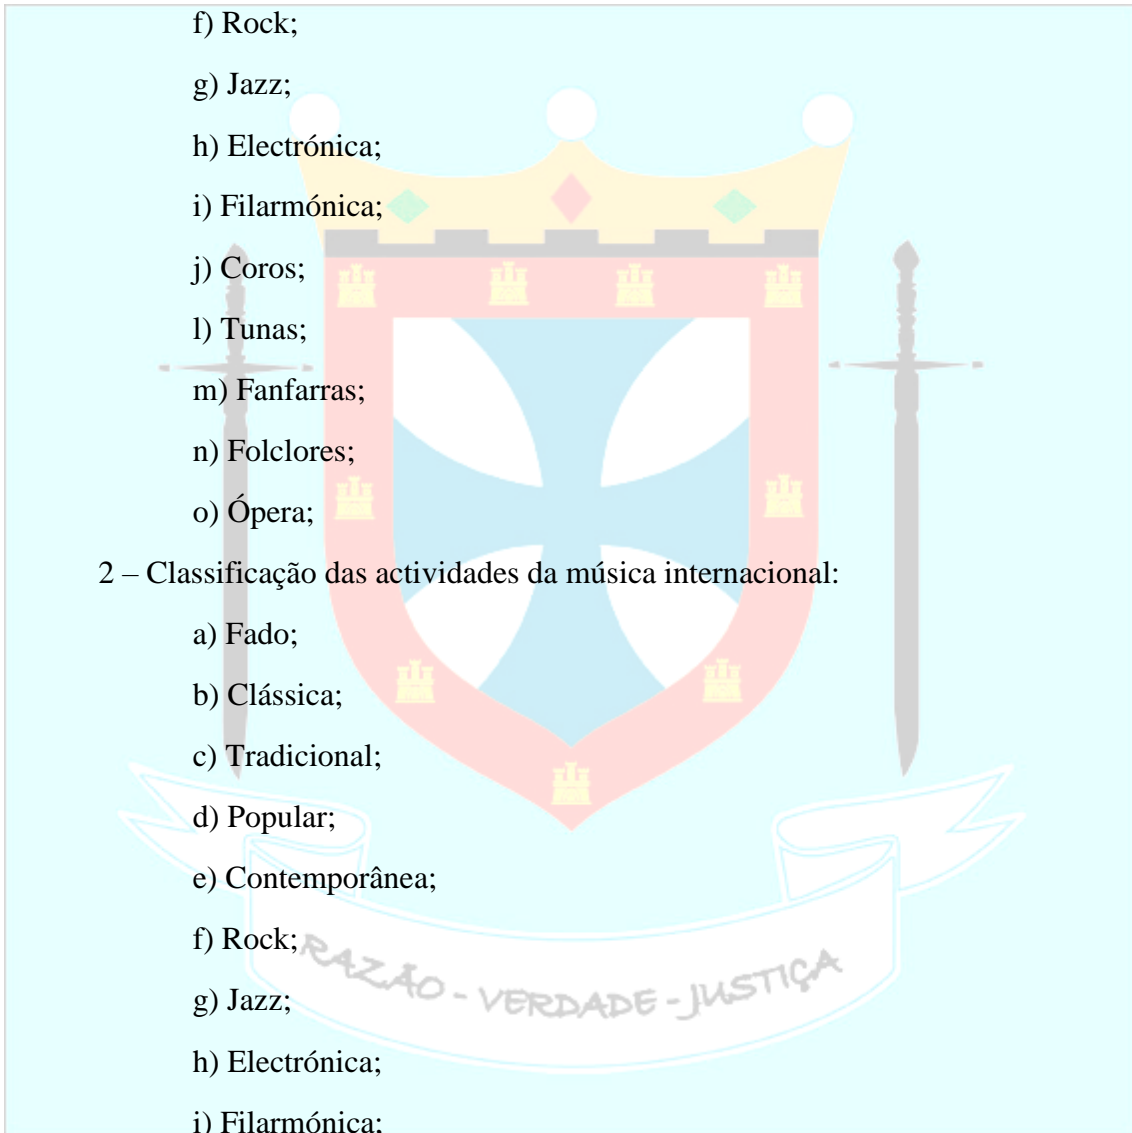 f) Rock;
g) Jazz;
h) Electrónica;
i) Filarmónica;
j) Coros;
l) Tunas;
m) Fanfarras;
n) Folclores;
o) Ópera;
2 – Classificação das actividades da música internacional:
a) Fado;
b) Clássica;
c) Tradicional;
d) Popular;
e) Contemporânea;
f) Rock;
RAZÃO - VERDADE - JUSTIÇA
g) Jazz;
h) Electrónica;
i) Filarmónica;